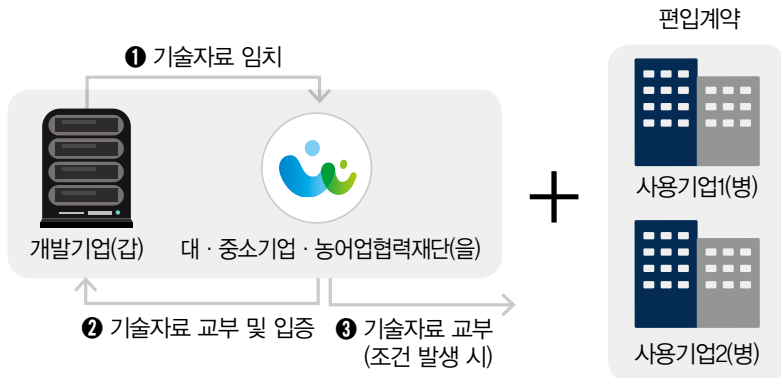 편입계약
❶ 기술자료 임치
개발기업(갑)
대 · 중소기업 · 농어업협력재단(을)
사용기업1(병)
❷ 기술자료 교부 및 입증
❸ 기술자료 교부
(조건 발생 시)
사용기업2(병)